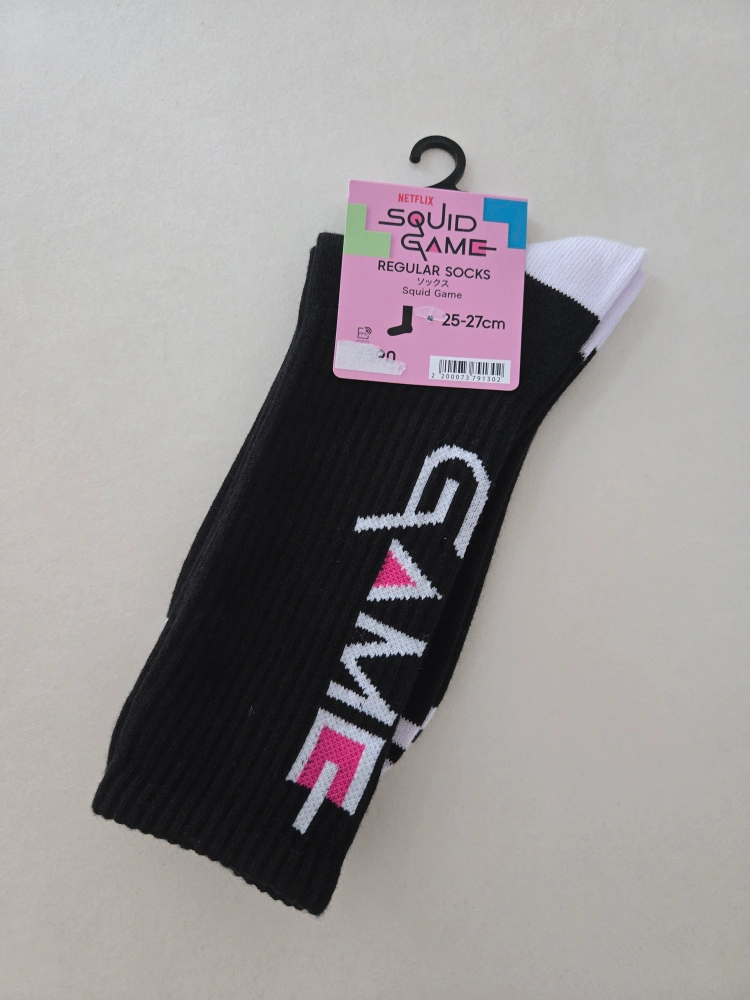 NETFLIX
SQUID
GAME
REGULAR SOCKS
ソックス
Squid Game
25-27cm
2 200073 791302
GAME